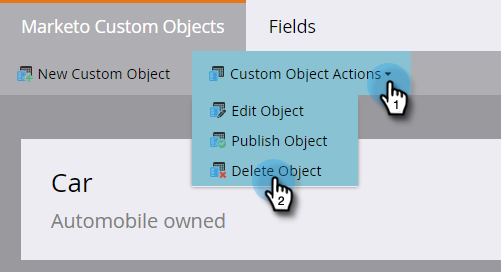 Marketo Custom Objects Fields
New Custom Object Custom Object Actions
1
Edit Object
Publish Object
Delete Object
2
Car
Automobile owned